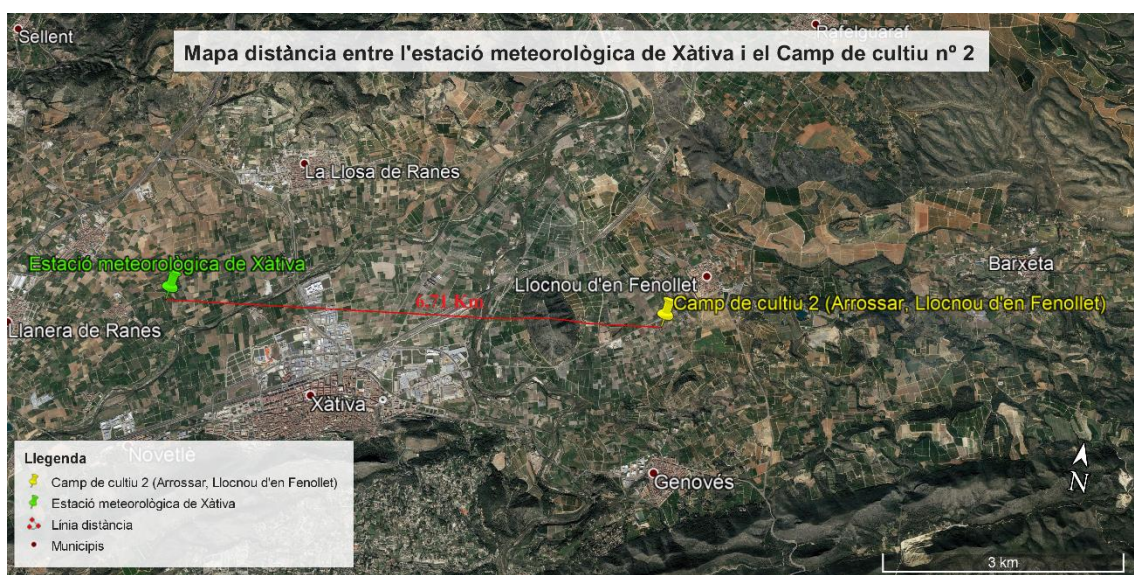 Sellent
Rafelguaraf
Mapa distància entre l'estació meteorològica de Xàtiva i el Camp de cultiu nº 2
La Llosa de Ranes
Estació meteorològica de Xàtiva
Barxeta
Llocnou d'en Fenollet
6,71 Km
Camp de cultiu 2 (Arrossar, Llocnou d'en Fenollet)
Llanera de Ranes
Xàtiva
Novetlè
Genovés
Llegenda
Camp de cultiu 2 (Arrossar, Llocnou d'en Fenollet)
Estació meteorològica de Xàtiva
Línia distància
Municipis
N
3 km